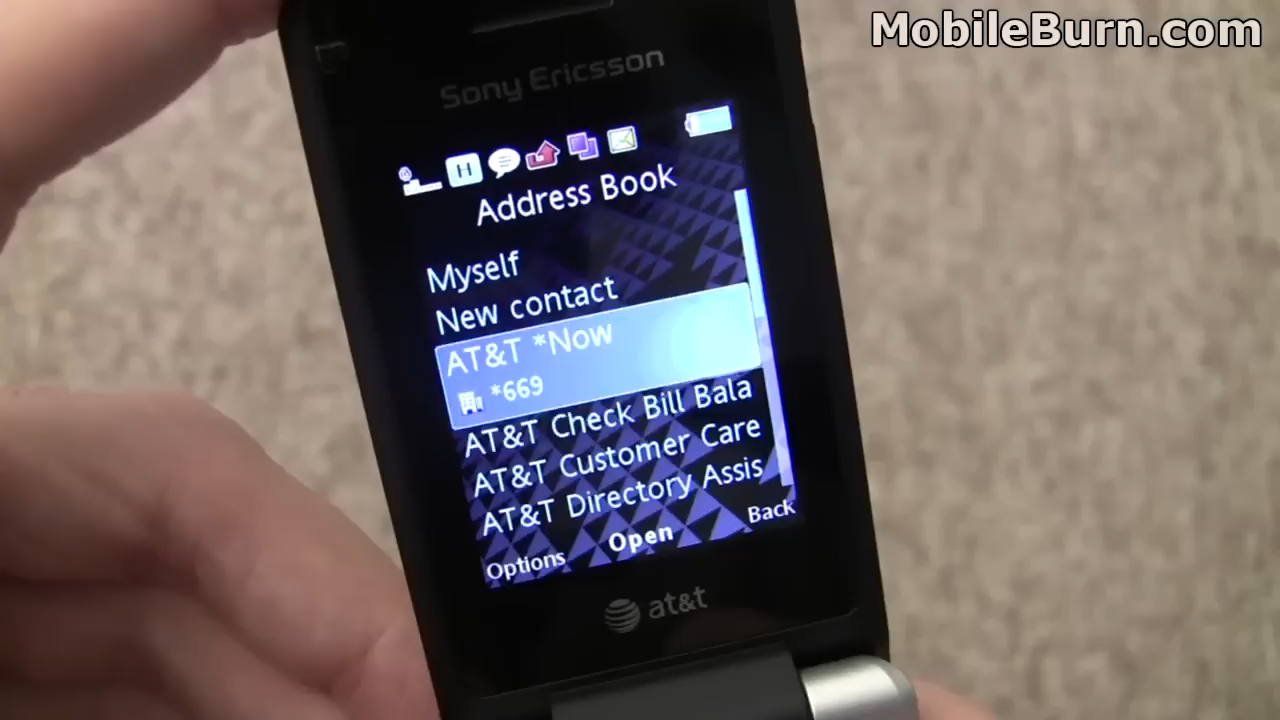 MobileBurn.com
Sony Ericsson
H
Address Book
Myself
New contact
AT&T *Now
*669
AT&T Check Bill Bala
AT&T Customer Care
AT&T Directory Assis
Options Open Back
at&t